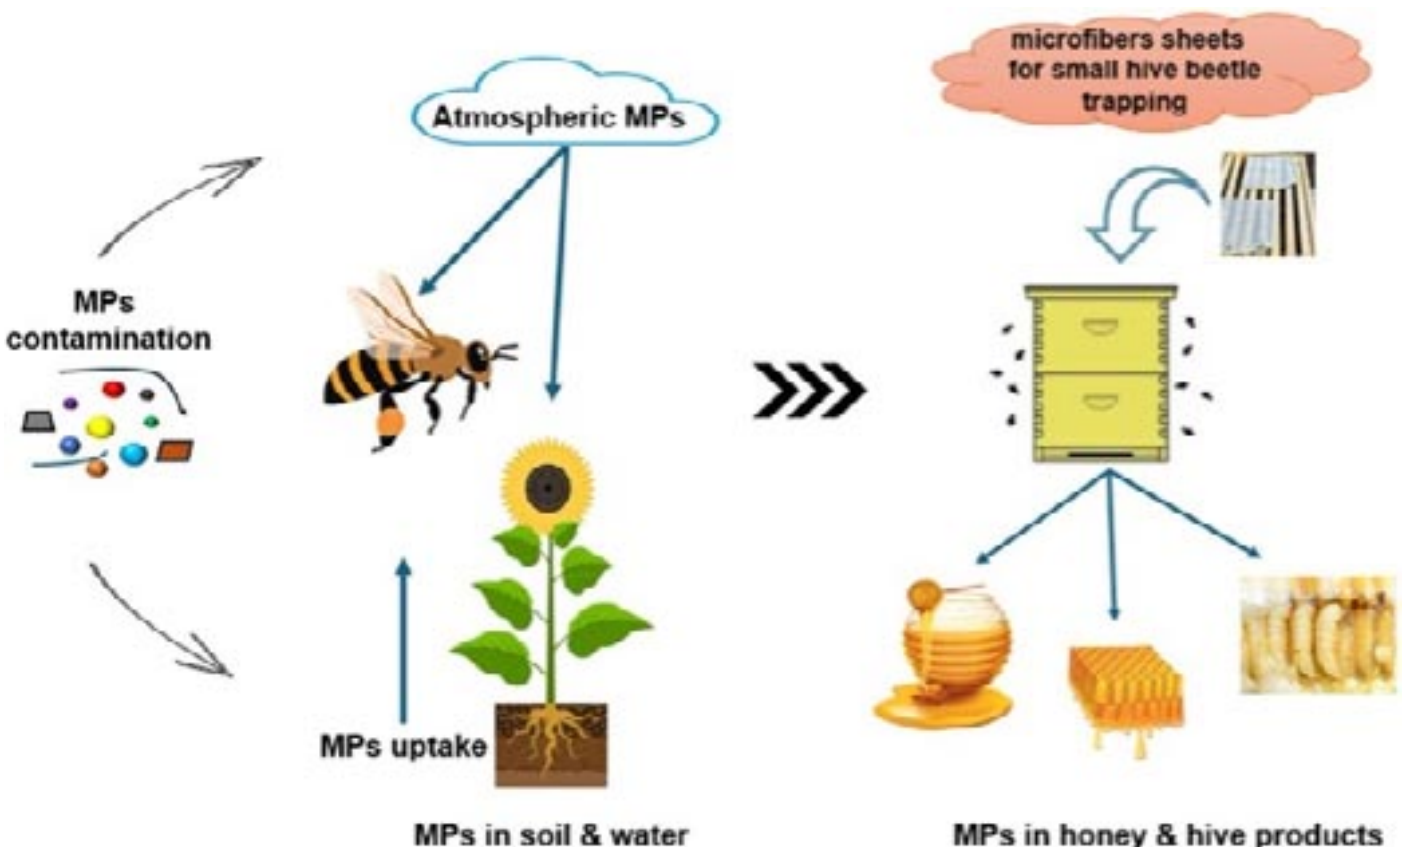 microfibers sheets
for small hive beetle
trapping
Atmospheric MPs
MPs
contamination
MPs uptake
MPs in soil & water
MPs in honey & hive products